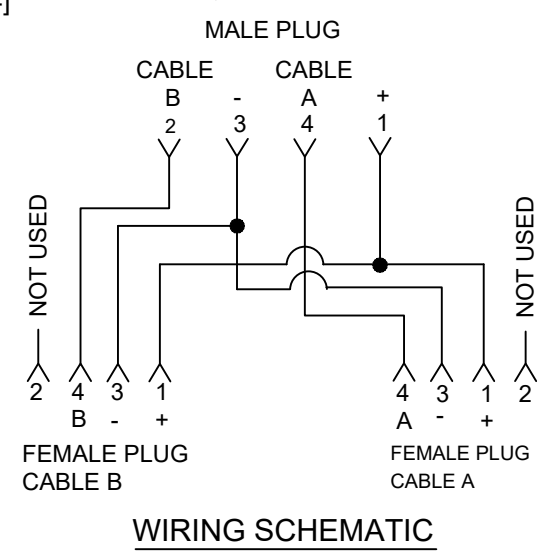 ]
MALE PLUG
CABLE CABLE
B - A +
2 3 4 1
NOT USED
NOT USED
2 4 3 1
B - +
4 3 1 2
A - +
FEMALE PLUG
CABLE B
FEMALE PLUG
CABLE A
WIRING SCHEMATIC